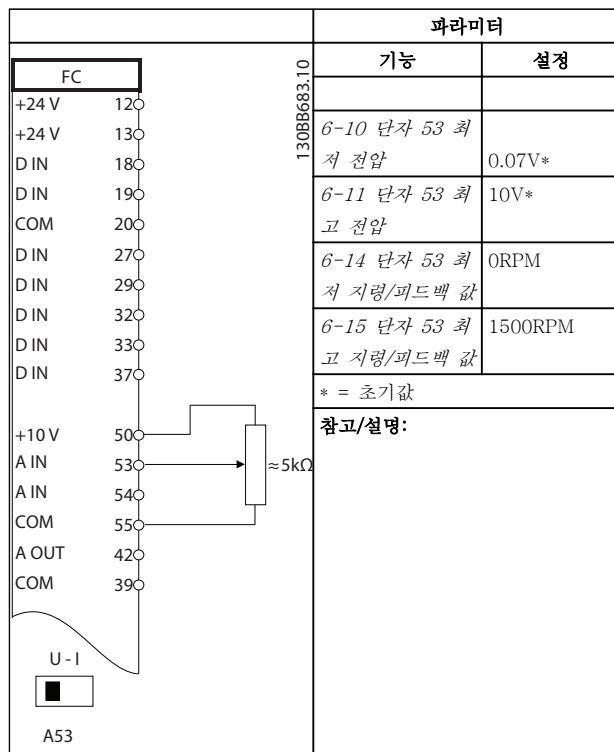 파라미터
기능 설정
FC
130BB683.10
+24 V 12
+24 V 13
D IN 18
D IN 19
COM 20
D IN 27
D IN 29
D IN 32
D IN 33
D IN 37
+10 V 50
A IN 53
A IN 54
COM 55
A OUT 42
COM 39
≈5kΩ
U - I
A53
6-10 단자 53 최
저 전압 0.07V*
6-11 단자 53 최 10V*
고 전압
6-14 단자 53 최 0RPM
저 지령/피드백 값
6-15 단자 53 최 1500RPM
고 지령/피드백 값
* = 초기값
참고/설명: